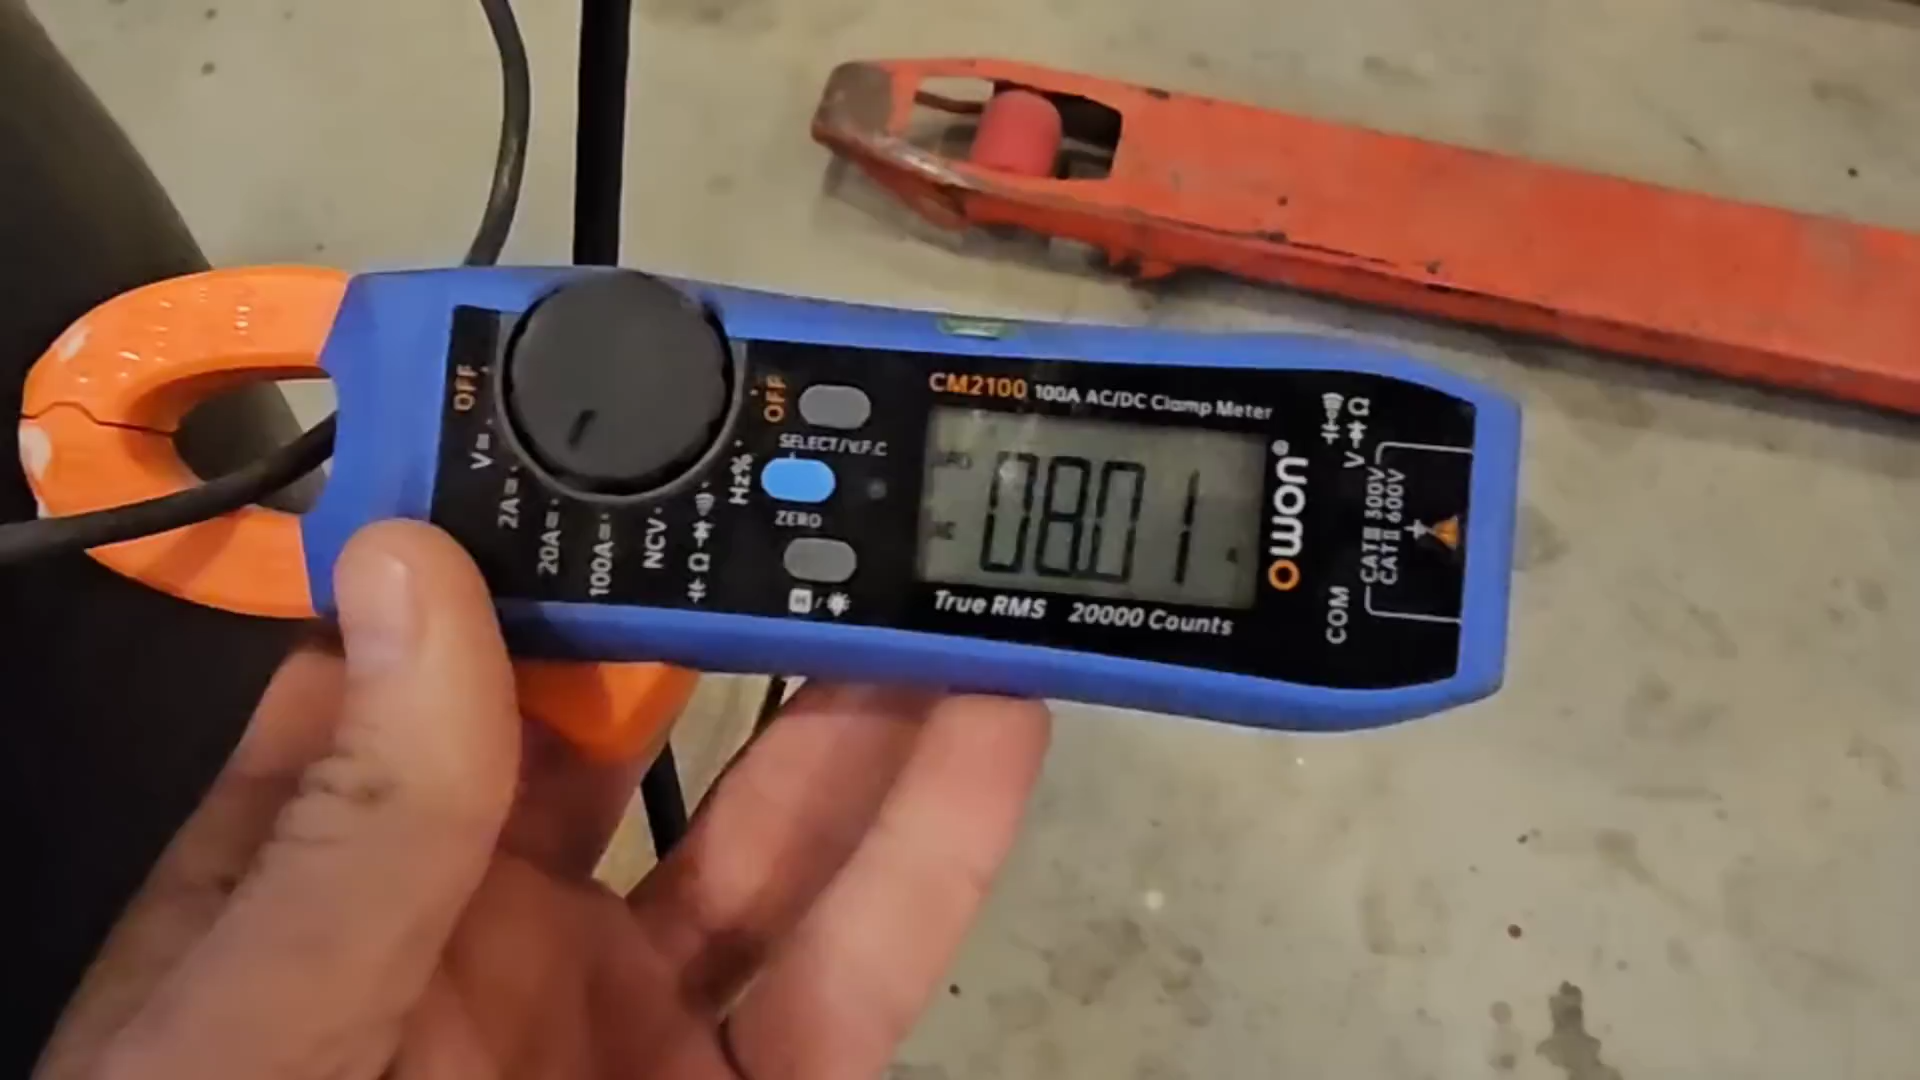 CM2100 100A AC/DC Clamp Meter
08.01
True RMS 20000 Counts
OWON
OFF
V
2A
20A
100A
NCV
Ω
Hz%
OFF
SELECT/V.F.C
ZERO
H /
V Ω
CAT III 300V
CAT II 600V
COM